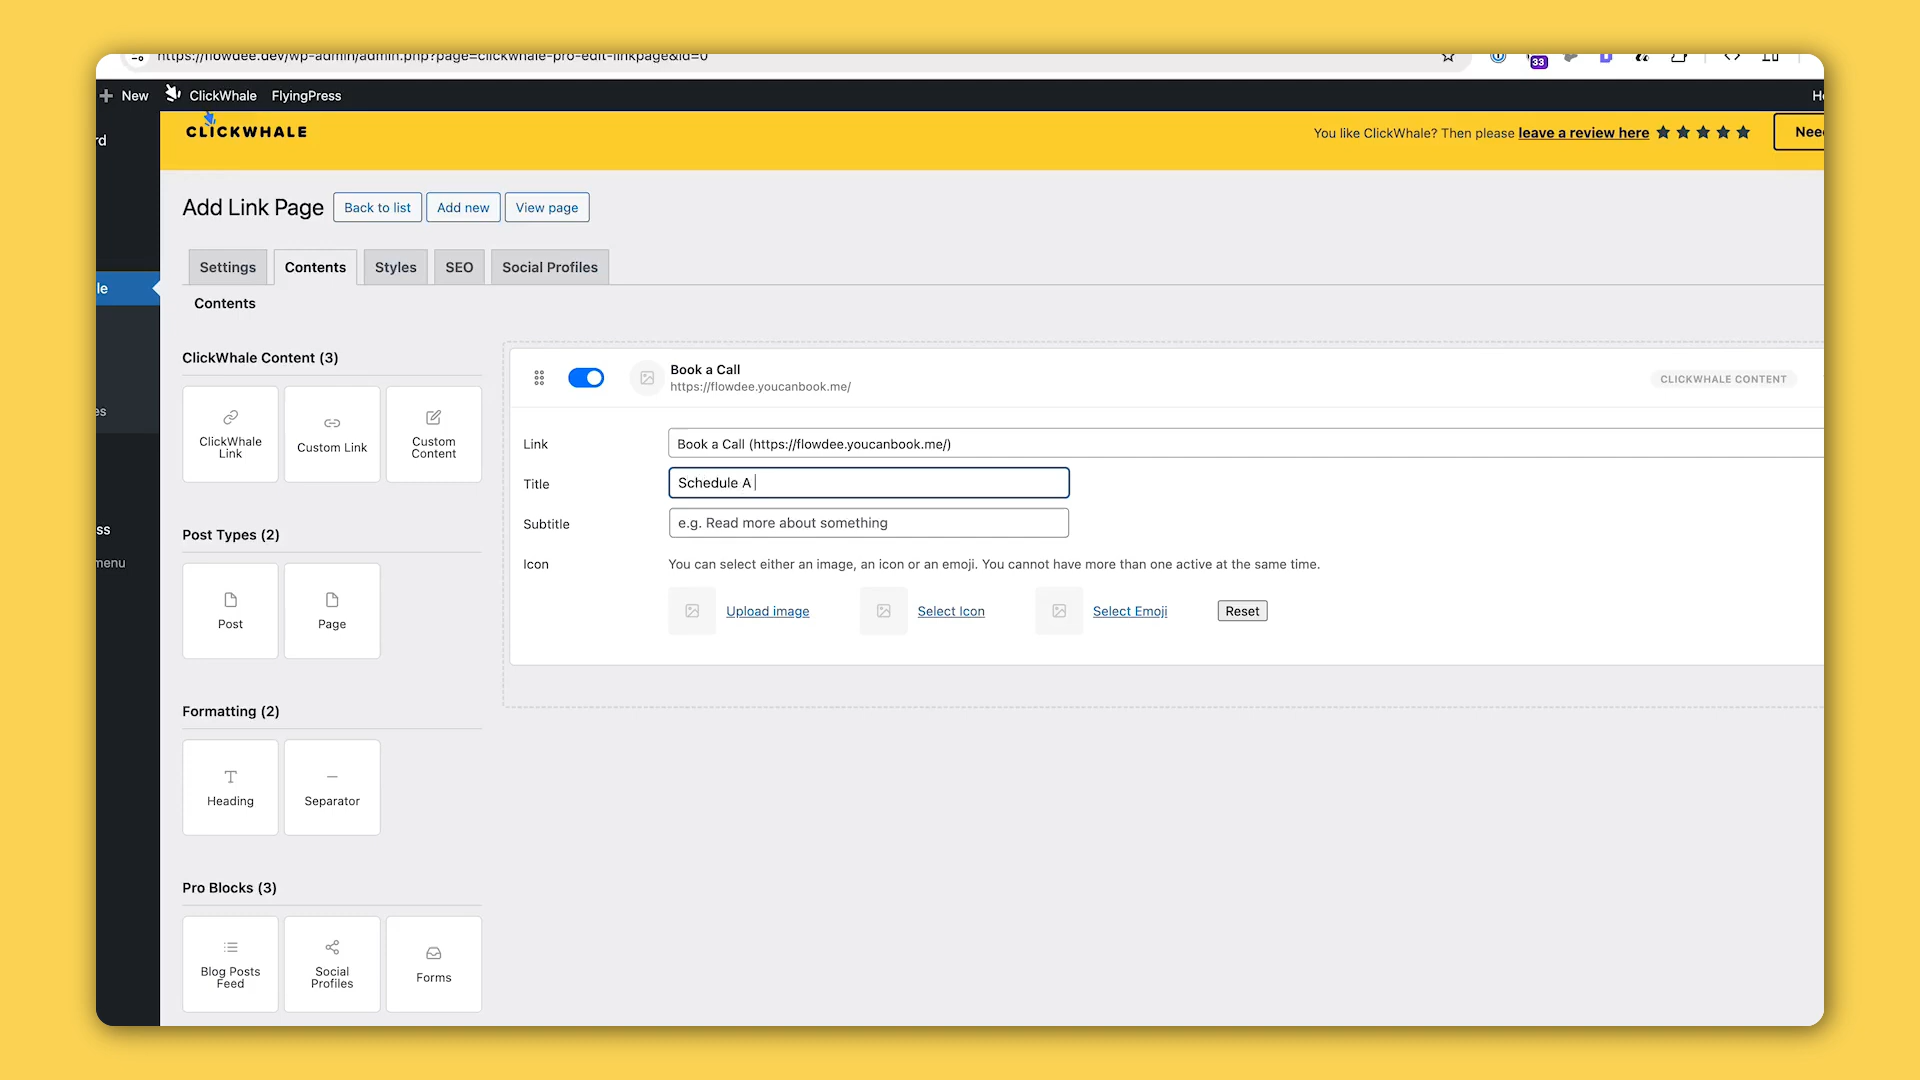 https://flowdee.dev/wp-admin/admin.php?page=clickwhale-pro-edit-linkpage&id=0
33
New
ClickWhale
FlyingPress
CLICKWHALE
You like ClickWhale? Then please leave a review here
Add Link Page
Back to list
Add new
View page
Settings
Contents
Styles
SEO
Social Profiles
Contents
ClickWhale Content (3)
ClickWhale
Link
Custom Link
Custom
Content
Post Types (2)
Post
Page
Formatting (2)
Heading
Separator
Pro Blocks (3)
Blog Posts
Feed
Social
Profiles
Forms
Book a Call
https://flowdee.youcanbook.me/
CLICKWHALE CONTENT
Link
Book a Call (https://flowdee.youcanbook.me/)
Title
Schedule A
Subtitle
e.g. Read more about something
Icon
You can select either an image, an icon or an emoji. You cannot have more than one active at the same time.
Upload image
Select Icon
Select Emoji
Reset